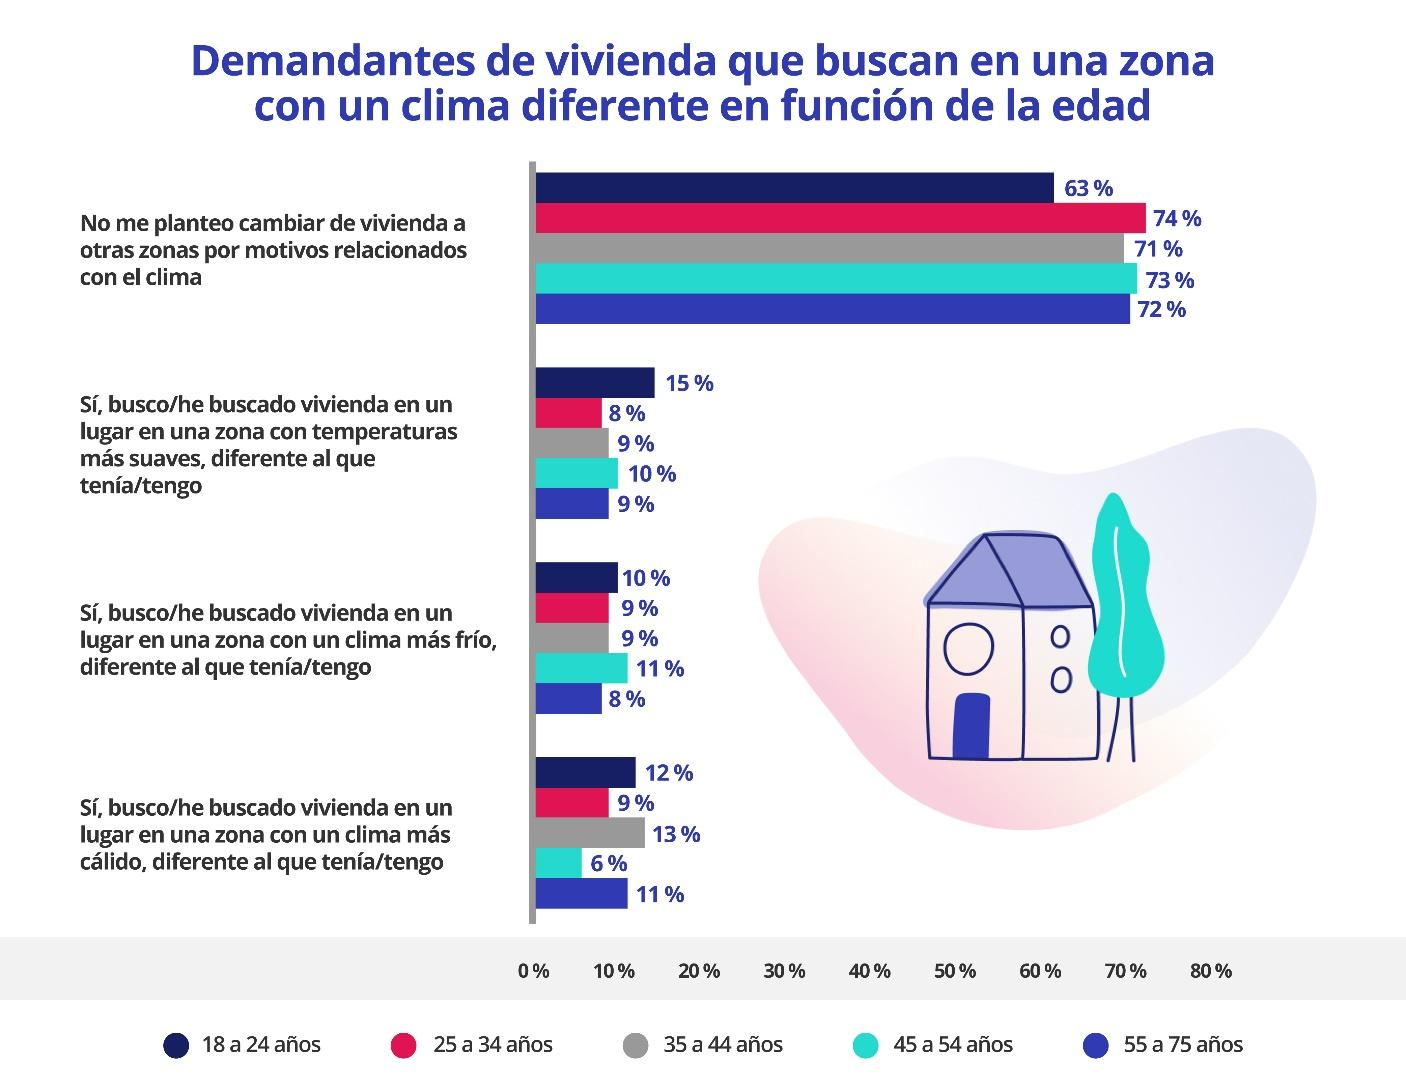 Demandantes de vivienda que buscan en una zona
con un clima diferente en función de la edad
No me planteo cambiar de vivienda a
otras zonas por motivos relacionados
con el clima
63 %
74 %
71 %
73 %
72 %
Sí, busco/he buscado vivienda en un
lugar en una zona con temperaturas
más suaves, diferente al que
tenía/tengo
15 %
8 %
9 %
10 %
9 %
Sí, busco/he buscado vivienda en un
lugar en una zona con un clima más frío,
diferente al que tenía/tengo
10 %
9 %
9 %
11 %
8 %
Sí, busco/he buscado vivienda en un
lugar en una zona con un clima más
cálido, diferente al que tenía/tengo
12 %
9 %
13 %
6 %
11 %
0 % 10 % 20 % 30 % 40 % 50 % 60 % 70 % 80 %
18 a 24 años 25 a 34 años 35 a 44 años 45 a 54 años 55 a 75 años